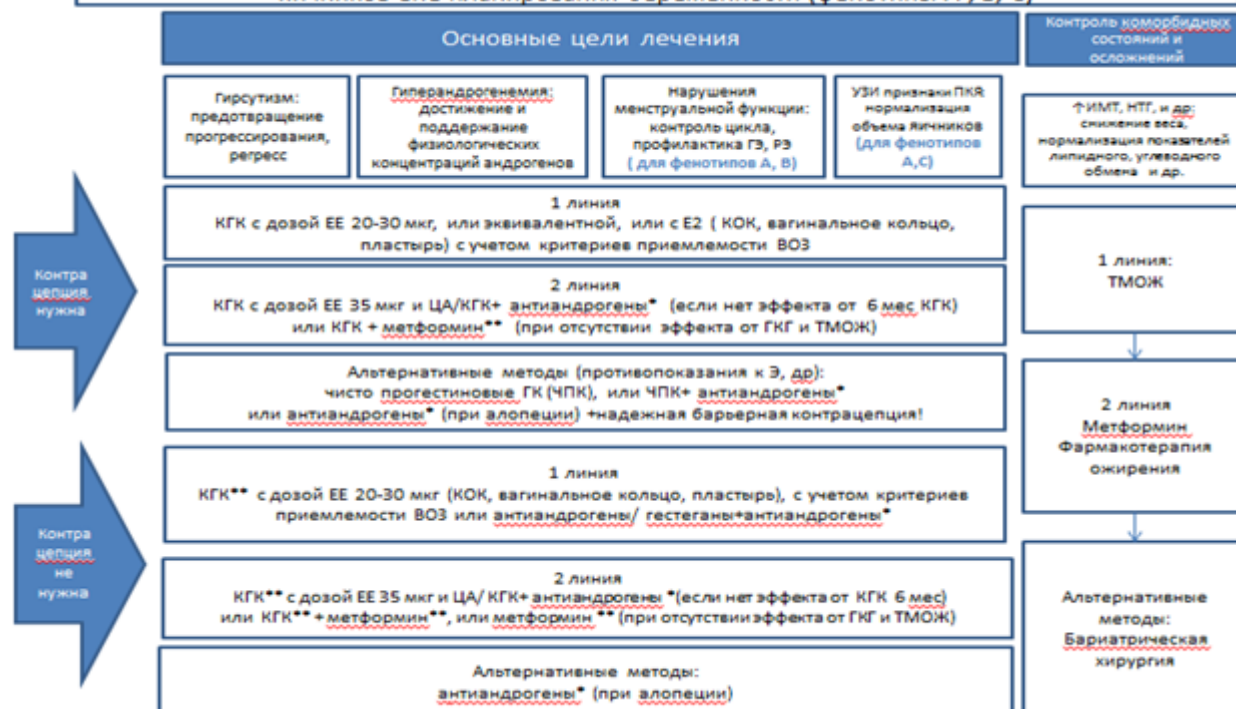 яичников вне планирования беременности (фенотипы А, В, С)
Основные цели лечения
Контроль коморбидных
состояний и
осложнений
Гирсутизм:
предотвращение
прогрессирования,
регресс
Гиперандрогенемия:
достижение и
поддержание
физиологических
концентраций андрогенов
Нарушения
менструальной функции:
контроль цикла,
профилактика ГЭ, РЭ
( для фенотипов А, В)
УЗИ признаки ПКЯ:
нормализация
объема яичников
(для фенотипов
А,С)
↑ИМТ, НТГ, и др:
снижение веса,
нормализация показателей
липидного, углеводного
обмена и др.
Контра
цепция
нужна
1 линия
КГК с дозой ЕЕ 20-30 мкг, или эквивалентной, или с Е2 ( КОК, вагинальное кольцо,
пластырь) с учетом критериев приемлемости ВОЗ
2 линия
КГК с дозой ЕЕ 35 мкг и ЦА/КГК+ антиандрогены* (если нет эффекта от 6 мес КГК)
или КГК + метформин** (при отсутствии эффекта от ГКГ и ТМОЖ)
Альтернативные методы (противопоказания к Э, др):
чисто прогестиновые ГК (ЧПК), или ЧПК+ антиандрогены*
или антиандрогены* (при алопеции) +надежная барьерная контрацепция!
1 линия:
ТМОЖ
2 линия
Метформин
Фармакотерапия
ожирения
Контра
цепция
не
нужна
1 линия
КГК** с дозой ЕЕ 20-30 мкг (КОК, вагинальное кольцо, пластырь), с учетом критериев
приемлемости ВОЗ или антиандрогены/ гестагены+антиандрогены*
2 линия
КГК** с дозой ЕЕ 35 мкг и ЦА/ КГК+ антиандрогены *(если нет эффекта от КГК 6 мес)
или КГК** + метформин**, или метформин ** (при отсутствии эффекта от ГКГ и ТМОЖ)
Альтернативные методы:
антиандрогены* (при алопеции)
Альтернативные
методы:
Бариатрическая
хирургия